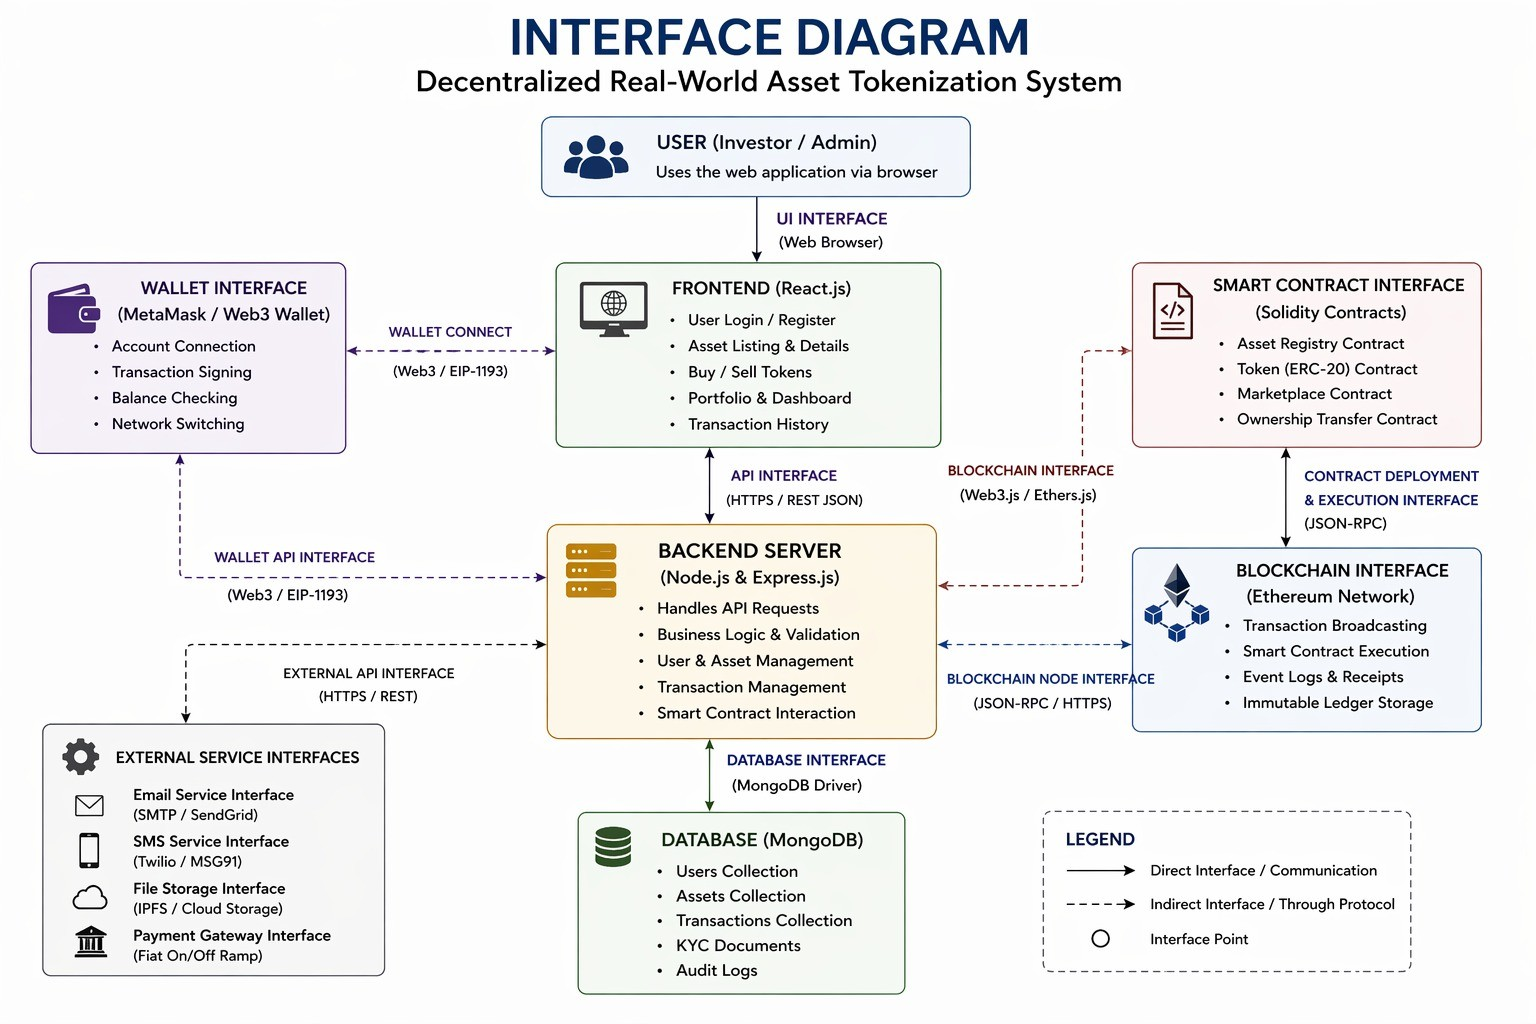 INTERFACE DIAGRAM
Decentralized Real-World Asset Tokenization System
USER (Investor / Admin)
Uses the web application via browser
UI INTERFACE
(Web Browser)
WALLET INTERFACE
(MetaMask / Web3 Wallet)
• Account Connection
• Transaction Signing
• Balance Checking
• Network Switching
WALLET CONNECT
(Web3 / EIP-1193)
FRONTEND (React.js)
• User Login / Register
• Asset Listing & Details
• Buy / Sell Tokens
• Portfolio & Dashboard
• Transaction History
SMART CONTRACT INTERFACE
(Solidity Contracts)
• Asset Registry Contract
• Token (ERC-20) Contract
• Marketplace Contract
• Ownership Transfer Contract
API INTERFACE
(HTTPS / REST JSON)
BLOCKCHAIN INTERFACE
(Web3.js / Ethers.js)
CONTRACT DEPLOYMENT
& EXECUTION INTERFACE
(JSON-RPC)
WALLET API INTERFACE
(Web3 / EIP-1193)
BACKEND SERVER
(Node.js & Express.js)
• Handles API Requests
• Business Logic & Validation
• User & Asset Management
• Transaction Management
• Smart Contract Interaction
BLOCKCHAIN INTERFACE
(Ethereum Network)
• Transaction Broadcasting
• Smart Contract Execution
• Event Logs & Receipts
• Immutable Ledger Storage
EXTERNAL API INTERFACE
(HTTPS / REST)
BLOCKCHAIN NODE INTERFACE
(JSON-RPC / HTTPS)
EXTERNAL SERVICE INTERFACES
Email Service Interface
(SMTP / SendGrid)
SMS Service Interface
(Twilio / MSG91)
File Storage Interface
(IPFS / Cloud Storage)
Payment Gateway Interface
(Fiat On/Off Ramp)
DATABASE INTERFACE
(MongoDB Driver)
DATABASE (MongoDB)
• Users Collection
• Assets Collection
• Transactions Collection
• KYC Documents
• Audit Logs
LEGEND
Direct Interface / Communication
Indirect Interface / Through Protocol
Interface Point